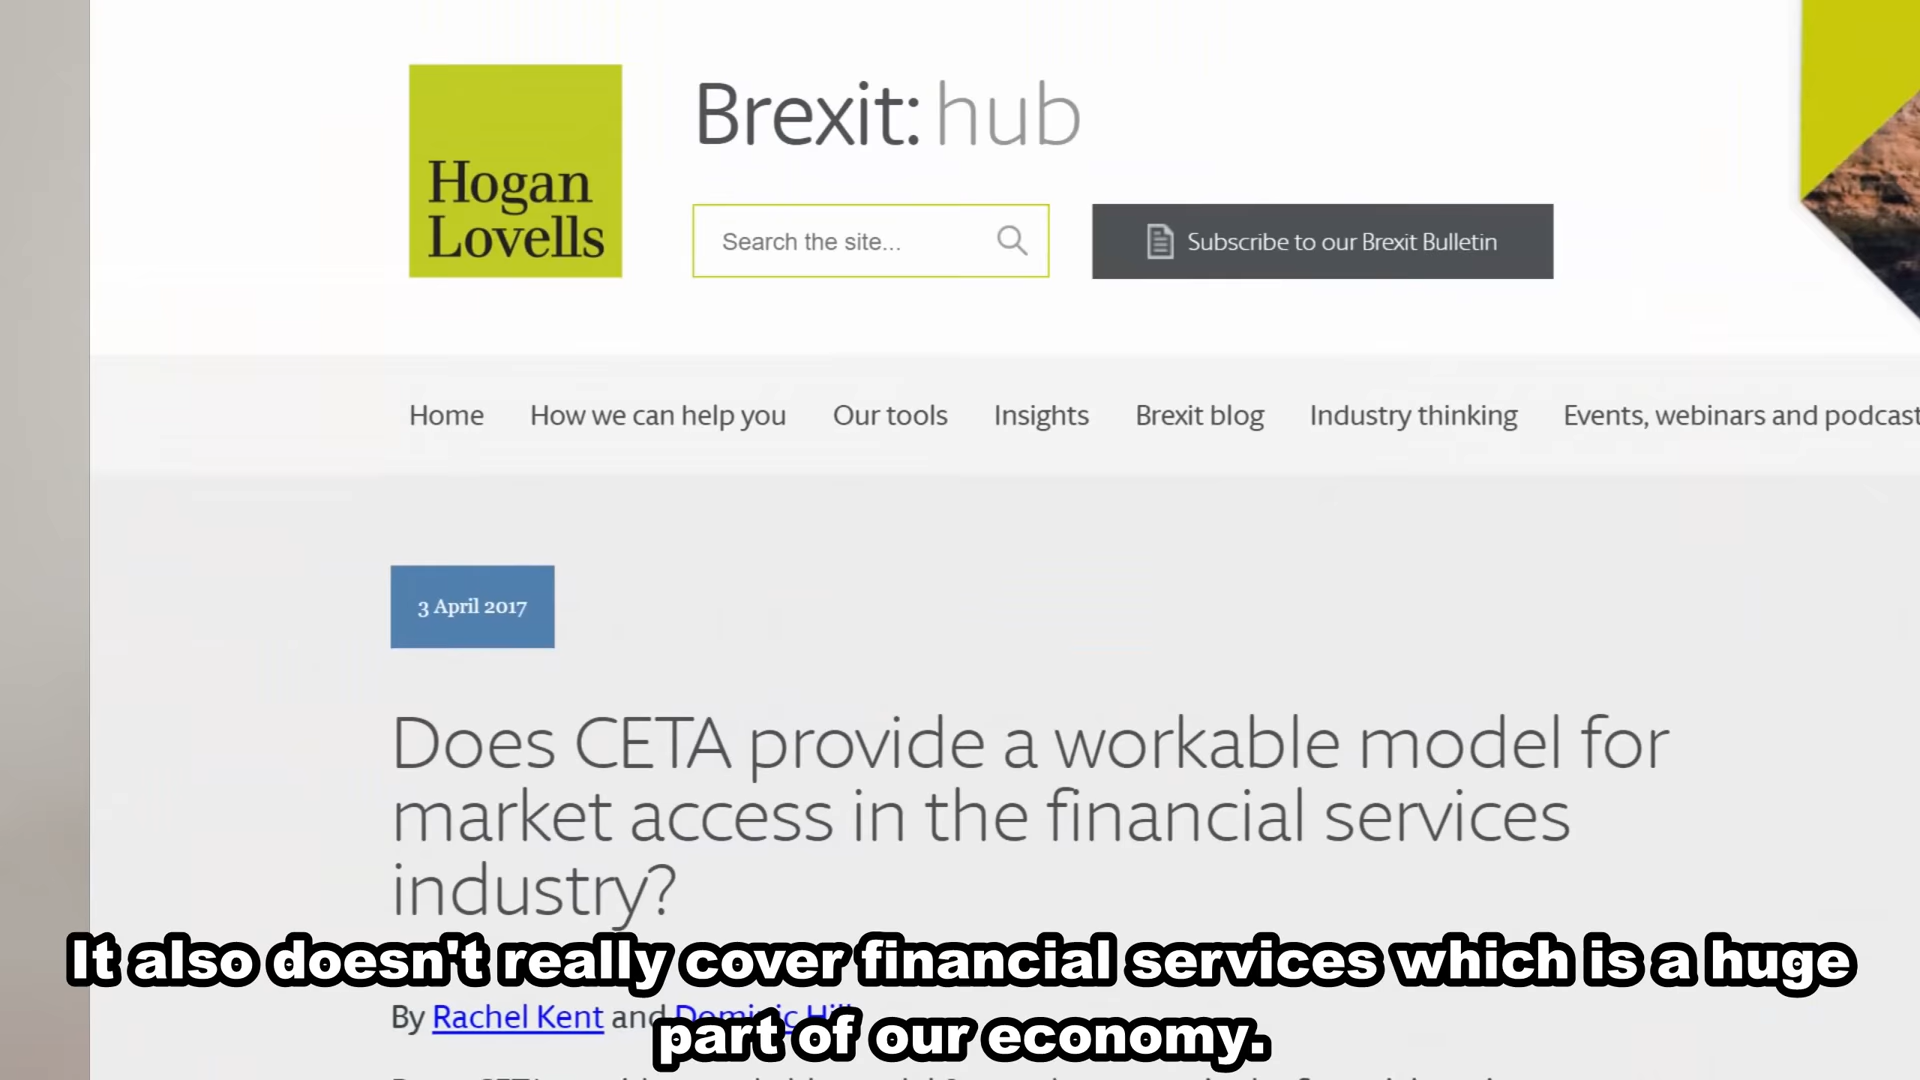 Hogan
Lovells
Brexit: hub
Search the site...
Subscribe to our Brexit Bulletin
Home How we can help you Our tools Insights Brexit blog Industry thinking Events, webinars and podcast
3 April 2017
Does CETA provide a workable model for
market access in the financial services
industry?
It also doesn't really cover financial services which is a huge
part of our economy.
By Rachel Kent and Dominic Hill